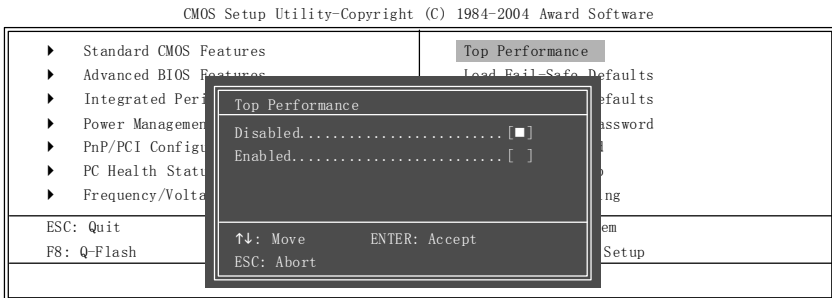 CMOS Setup Utility-Copyright (C) 1984-2004 Award Software
Standard CMOS Features
Top Performance
Advanced BIOS Features
Load Fail-Safe Defaults
Integrated Peri
efaults
Power Managemen
assword
PnP/PCI Configu
PC Health Statu
Frequency/Volta
ng
Top Performance
Disabled.........................[■]
Enabled..........................[ ]
↑↓: Move ENTER: Accept
ESC: Abort
ESC: Quit
em
F8: Q-Flash
Setup